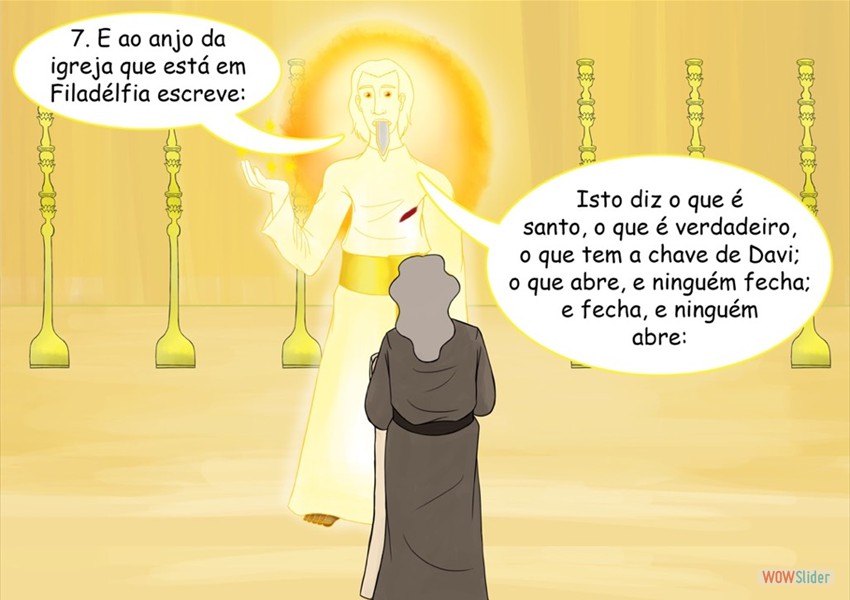 7. E ao anjo da
igreja que está em
Filadélfia escreve:
Isto diz o que é
santo, o que é verdadeiro,
o que tem a chave de Davi;
o que abre, e ninguém fecha;
e fecha, e ninguém
abre:
WOWSlider